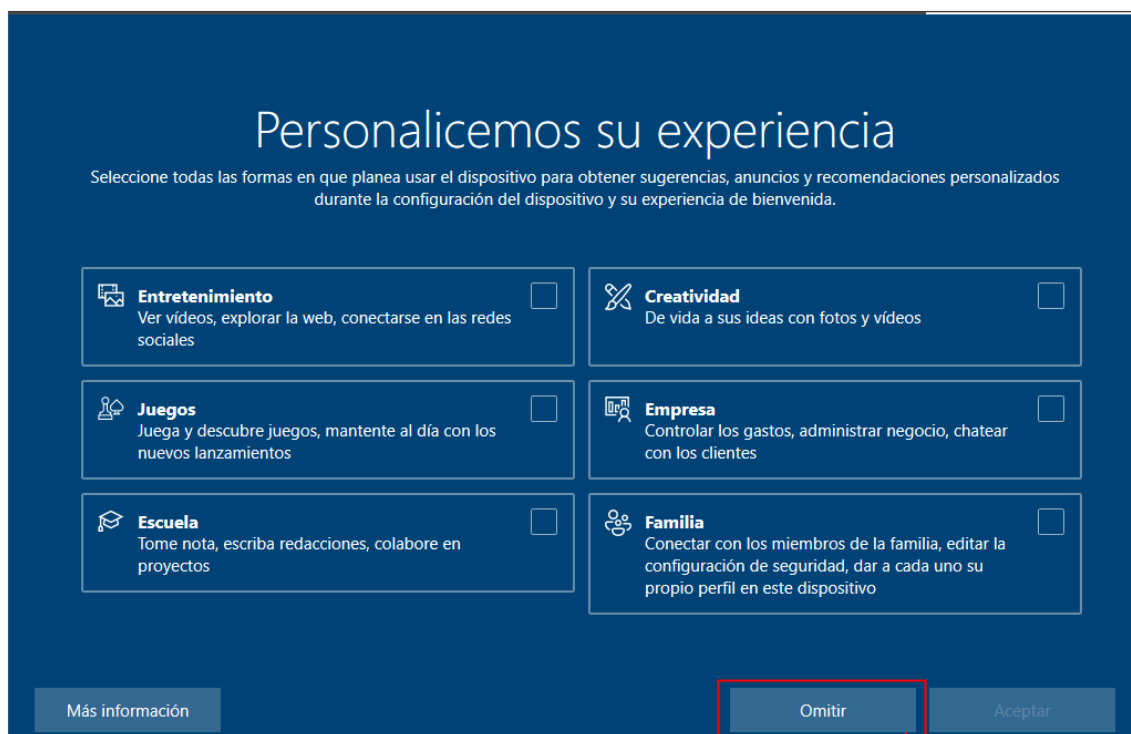 Personalicemos su experiencia
Seleccione todas las formas en que planea usar el dispositivo para obtener sugerencias, anuncios y recomendaciones personalizados
durante la configuración del dispositivo y su experiencia de bienvenida.
Entretenimiento
Ver vídeos, explorar la web, conectarse en las redes
sociales
Creatividad
De vida a sus ideas con fotos y vídeos
Juegos
Juega y descubre juegos, mantente al día con los
nuevos lanzamientos
Empresa
Controlar los gastos, administrar negocio, chatear
con los clientes
Escuela
Tome nota, escriba redacciones, colabore en
proyectos
Familia
Conectar con los miembros de la familia, editar la
configuración de seguridad, dar a cada uno su
propio perfil en este dispositivo
Más información
Omitir
Aceptar